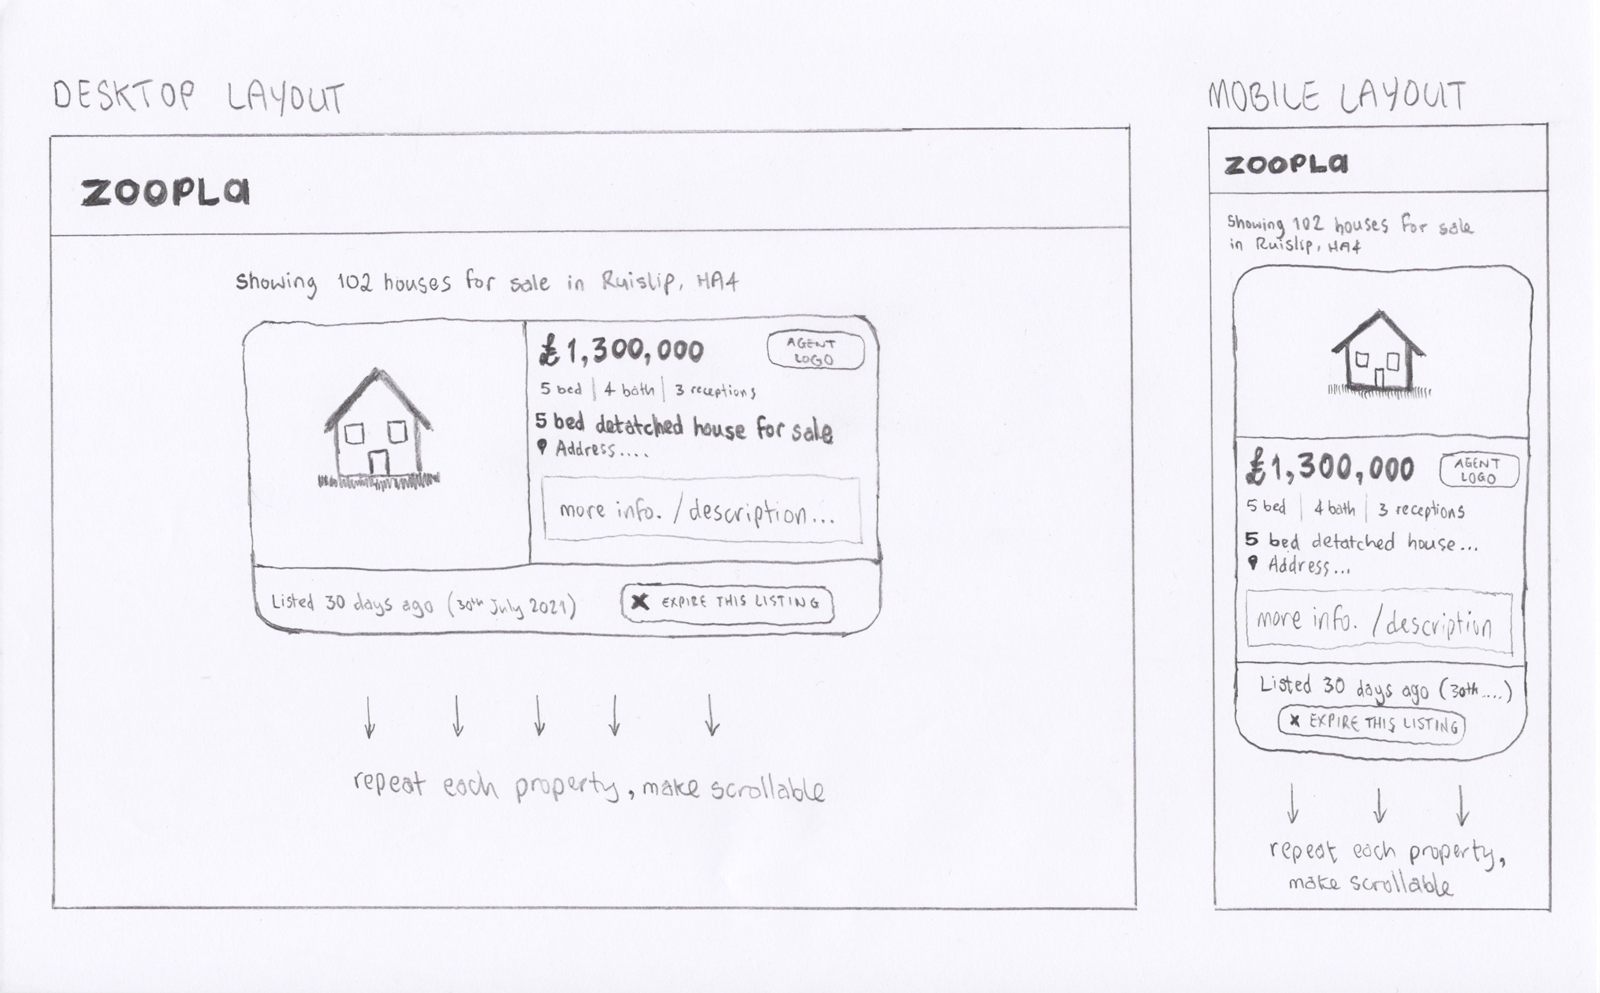 DESKTOP LAYOUT
ZOOPLa
Showing 102 houses for sale in Ruislip, HA4
£1,300,000
AGENT
LOGO
5 bed | 4 bath | 3 receptions
5 bed detatched house for sale
Address....
more info. /description...
Listed 30 days ago (30th July 2021)
X EXPIRE THIS LISTING
repeat each property, make scrollable
MOBILE LAYOUT
ZOOPLa
Showing 102 houses for sale
in Ruislip, HA4
£1,300,000
AGENT
LOGO
5 bed | 4 bath | 3 receptions
5 bed detatched house...
Address...
more info. /description
Listed 30 days ago (30th....)
X EXPIRE THIS LISTING
repeat each property,
make scrollable